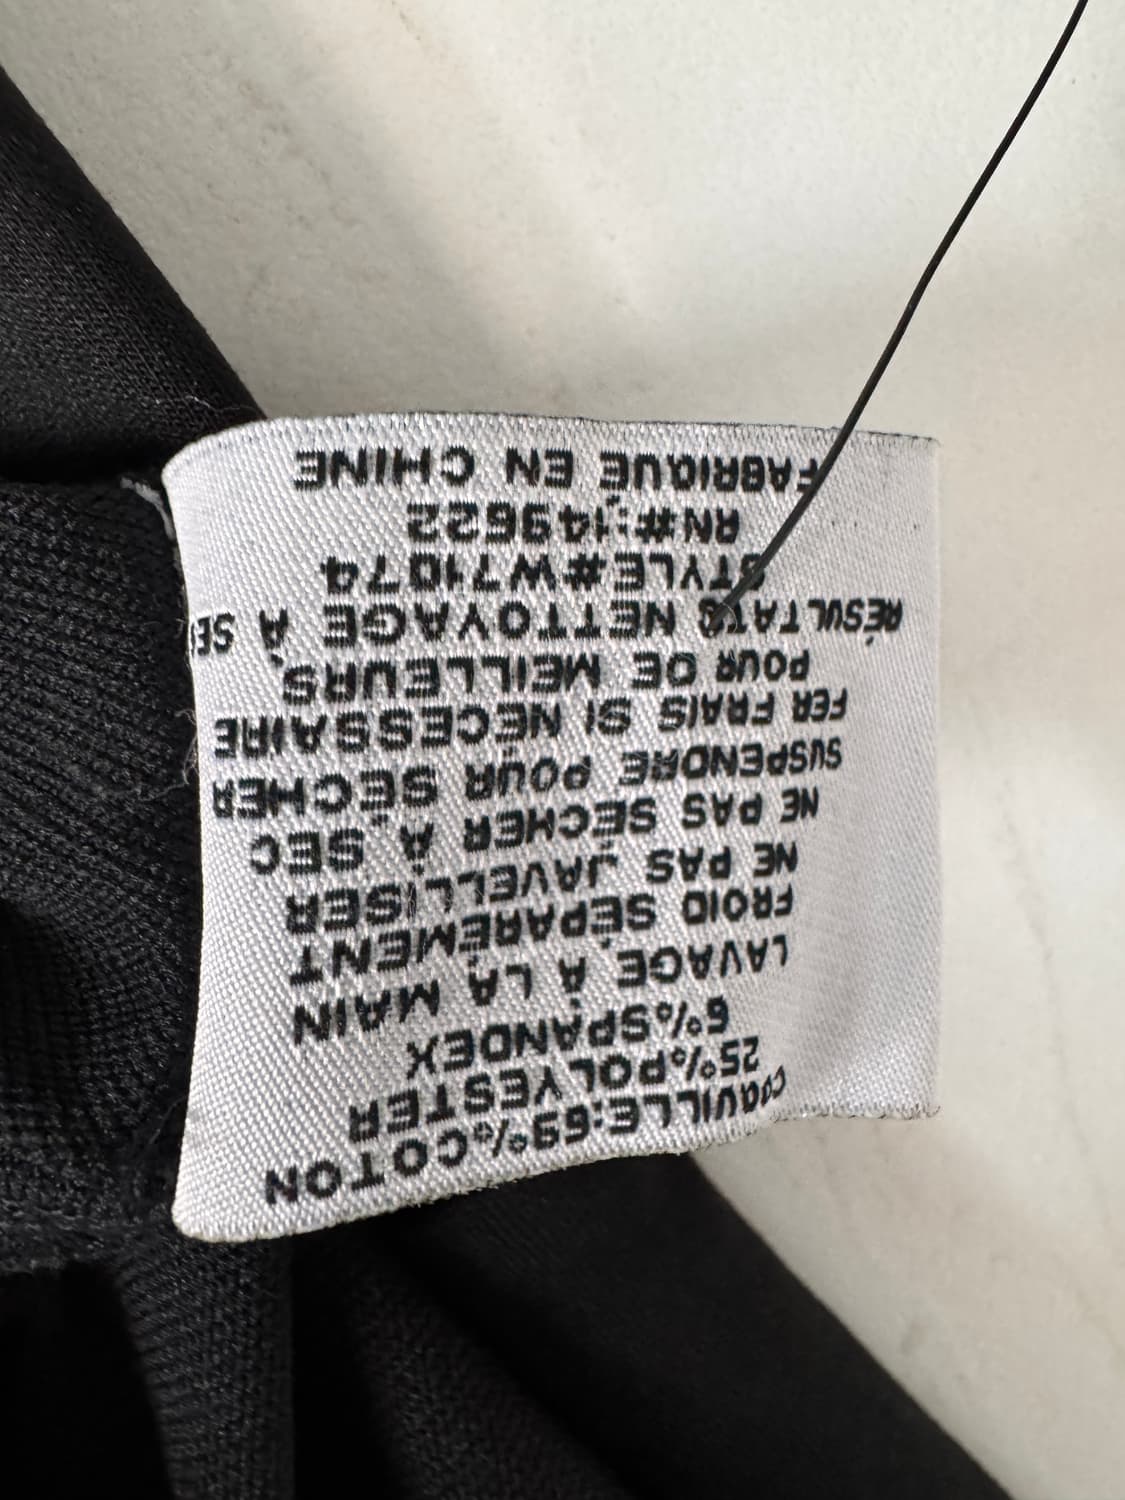 COQUILLE:69%COTON
25%POLYESTER
6%SPANDEX
LAVAGE À LA MAIN
FROID SÉPARÉMENT
NE PAS JAVELLISER
NE PAS SÉCHER À SEC
SUSPENDRE POUR SÉCHER
FER FRAIS SI NÉCESSAIRE
POUR DE MEILLEURS
RÉSULTATS NETTOYAGE À SEC
STYLE#W71074
RN#:149622
FABRIQUÉ EN CHINE